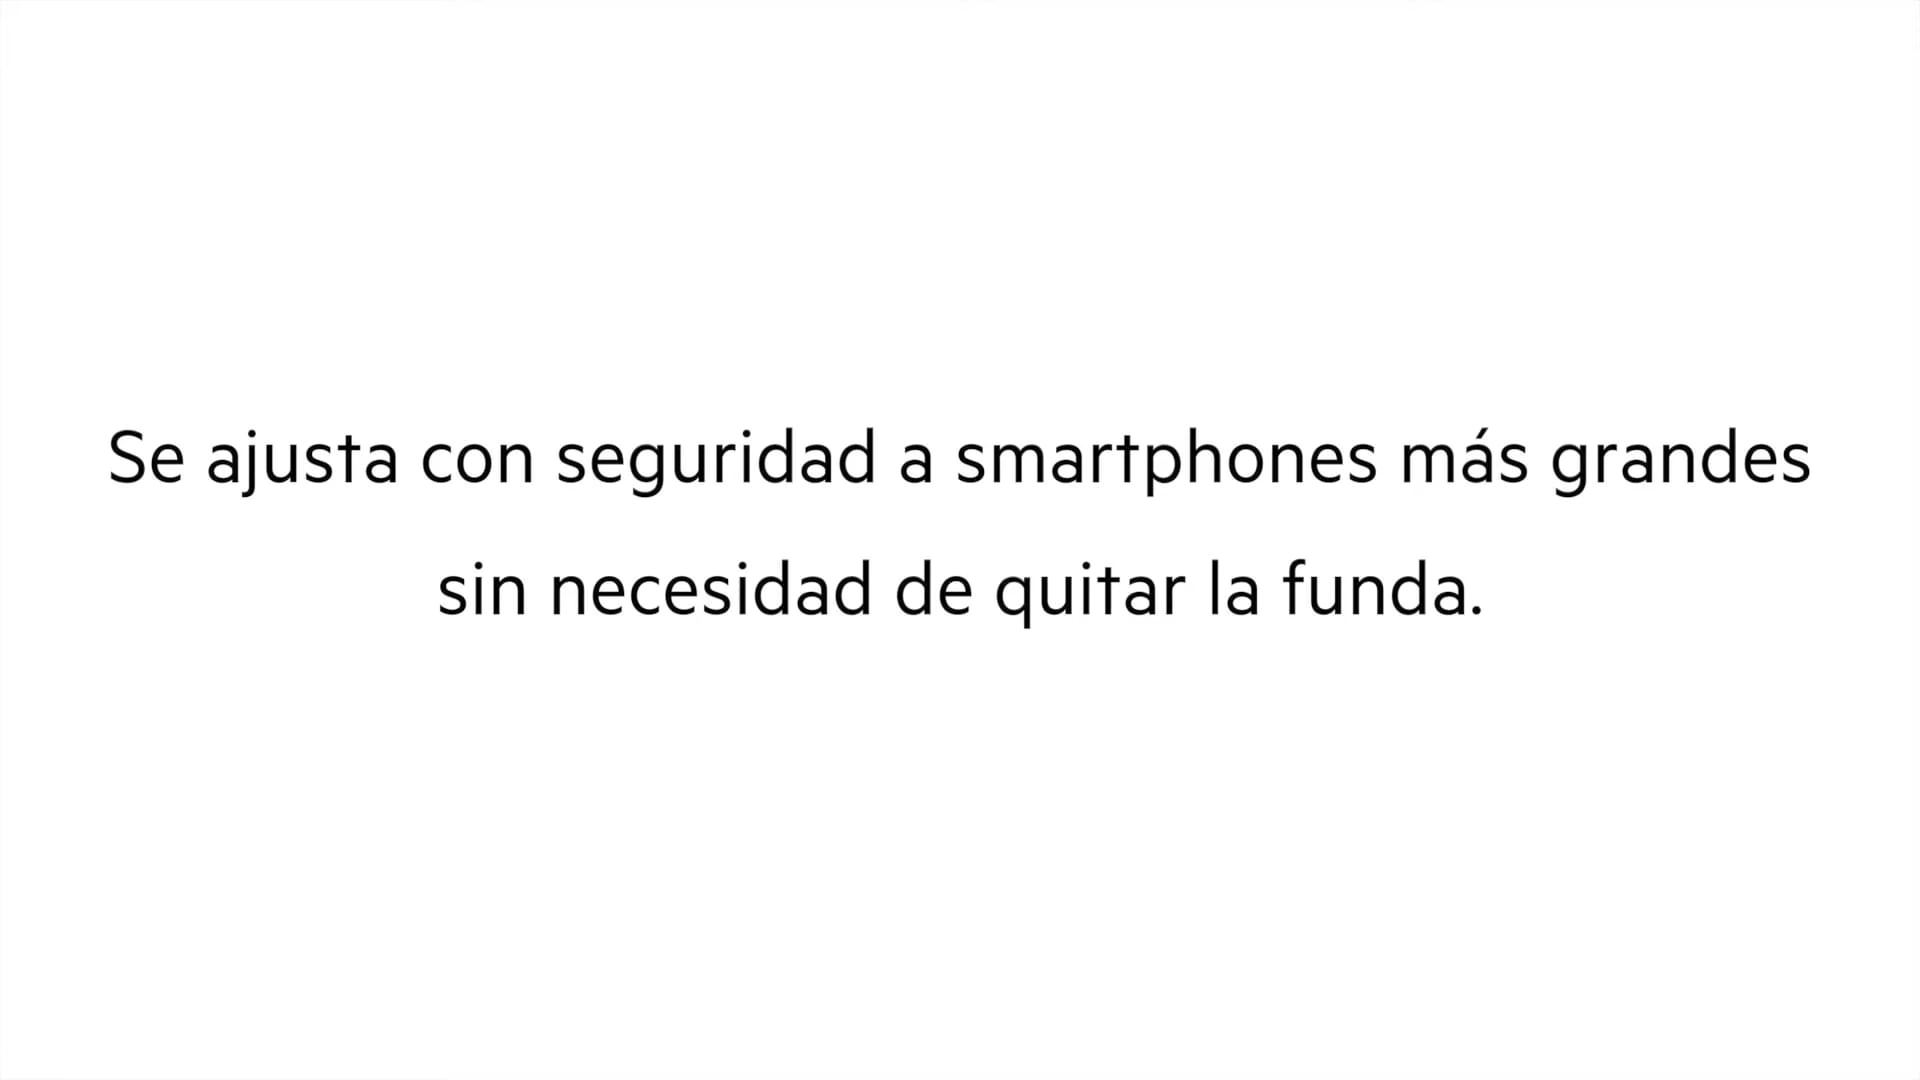 Se ajusta con seguridad a smartphones más grandes
sin necesidad de quitar la funda.